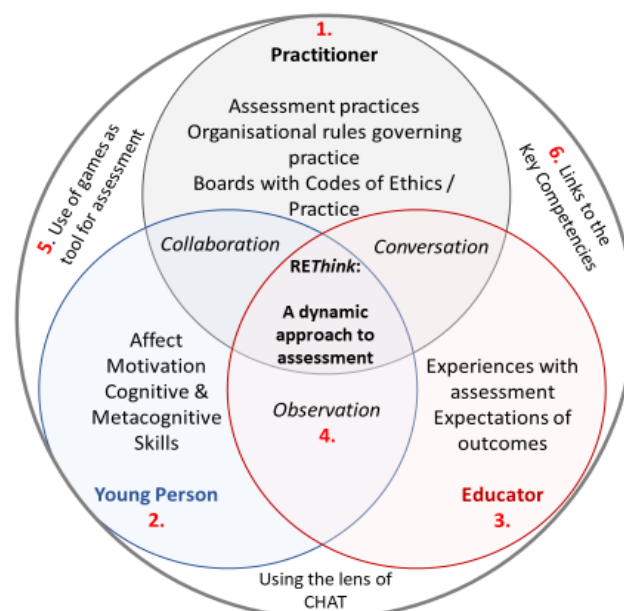 1.
Practitioner
Assessment practices
Organisational rules governing
practice
Boards with Codes of Ethics /
Practice
5. Use of games as
tool for assessment
6. Links to the
Key Competencies
Collaboration
Conversation
REThink:
A dynamic
approach to
assessment
Affect
Motivation
Cognitive &
Metacognitive
Skills
Experiences with
assessment
Expectations of
outcomes
Observation
4.
Young Person
2.
Educator
3.
Using the lens of
CHAT